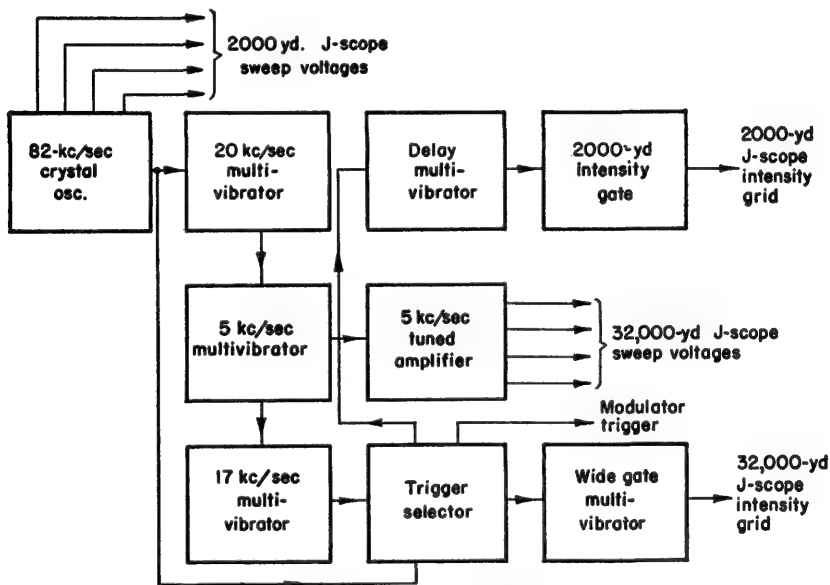 2000 yd. J-scope
sweep voltages
82-kc/sec
crystal
osc.
20 kc/sec
multi-
vibrator
Delay
multi-
vibrator
2000-yd
intensity
gate
2000-yd
J-scope
intensity
grid
5 kc/sec
multivibrator
5 kc/sec
tuned
amplifier
32,000-yd J-scope
sweep voltages
Modulator
trigger
17 kc/sec
multi-
vibrator
Trigger
selector
Wide gate
multi-
vibrator
32,000-yd
J-scope
intensity
grid